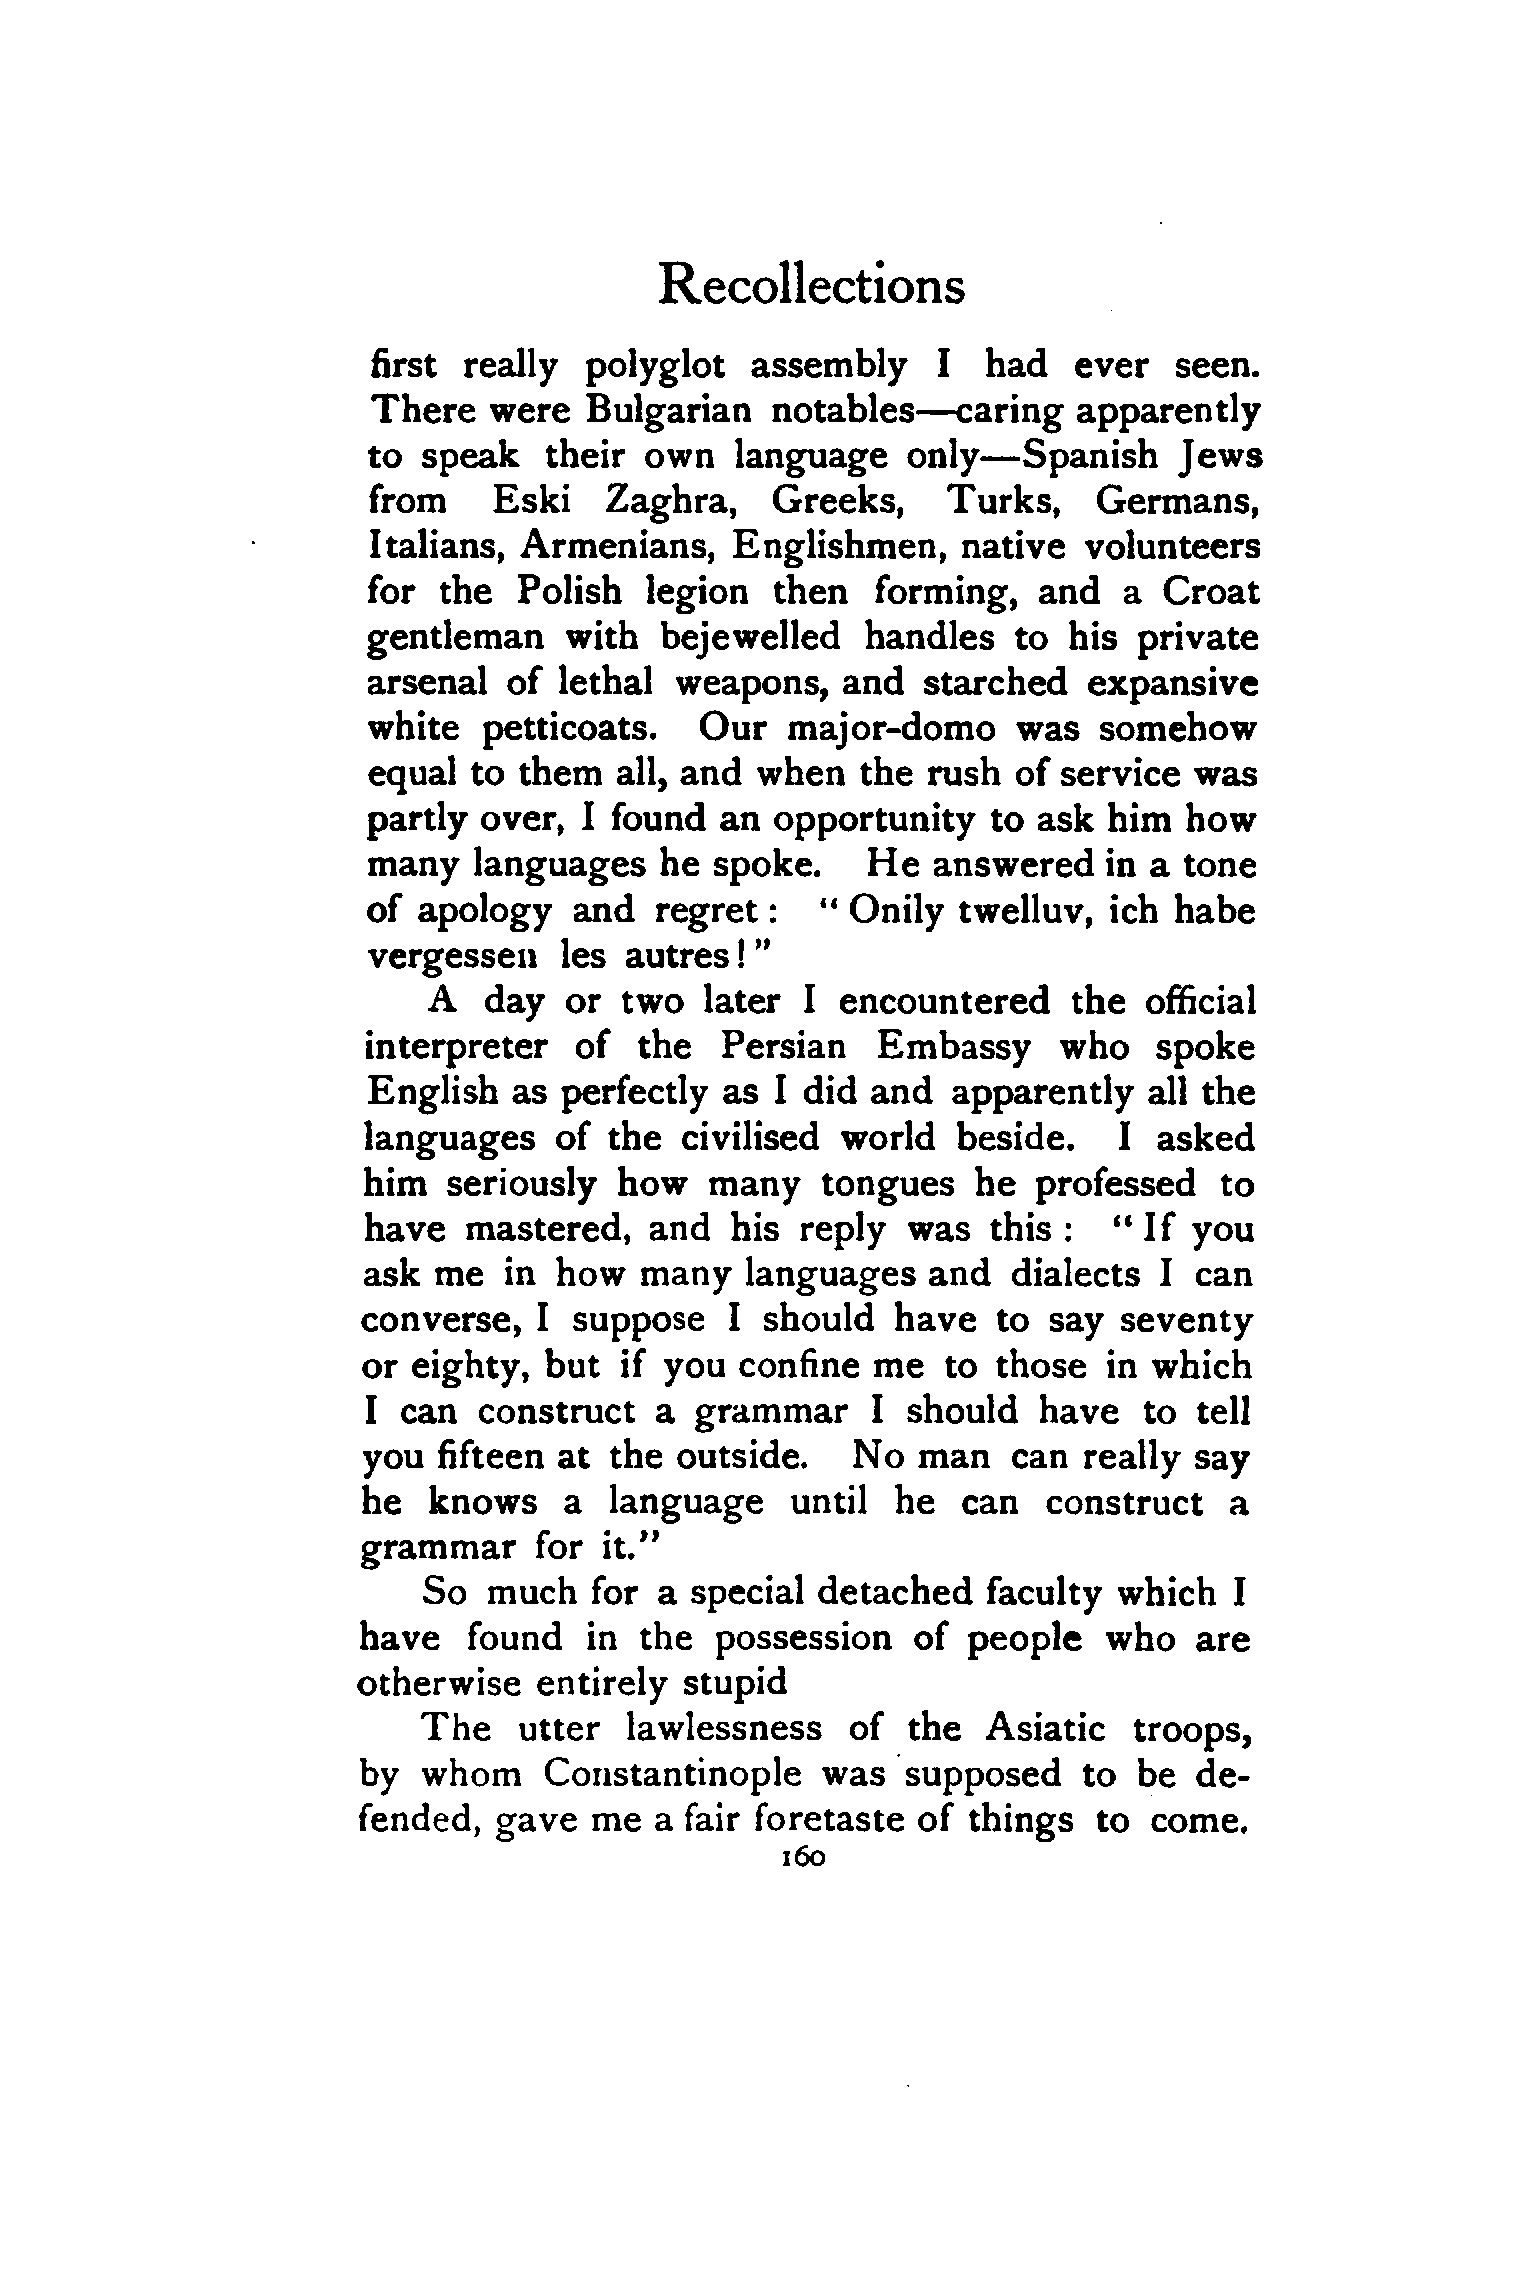 Recollections
first really polyglot assembly I had ever seen.
There were Bulgarian notables—caring apparently
to speak their own language only—Spanish Jews
from Eski Zaghra, Greeks, Turks, Germans,
Italians, Armenians, Englishmen, native volunteers
for the Polish legion then forming, and a Croat
gentleman with bejewelled handles to his private
arsenal of lethal weapons, and starched expansive
white petticoats. Our major-domo was somehow
equal to them all, and when the rush of service was
partly over, I found an opportunity to ask him how
many languages he spoke. He answered in a tone
of apology and regret : “ Onily twelluv, ich habe
vergessen les autres ! ”
A day or two later I encountered the official
interpreter of the Persian Embassy who spoke
English as perfectly as I did and apparently all the
languages of the civilised world beside. I asked
him seriously how many tongues he professed to
have mastered, and his reply was this : “ If you
ask me in how many languages and dialects I can
converse, I suppose I should have to say seventy
or eighty, but if you confine me to those in which
I can construct a grammar I should have to tell
you fifteen at the outside. No man can really say
he knows a language until he can construct a
grammar for it.”
So much for a special detached faculty which I
have found in the possession of people who are
otherwise entirely stupid
The utter lawlessness of the Asiatic troops,
by whom Constantinople was supposed to be de-
fended, gave me a fair foretaste of things to come.
160